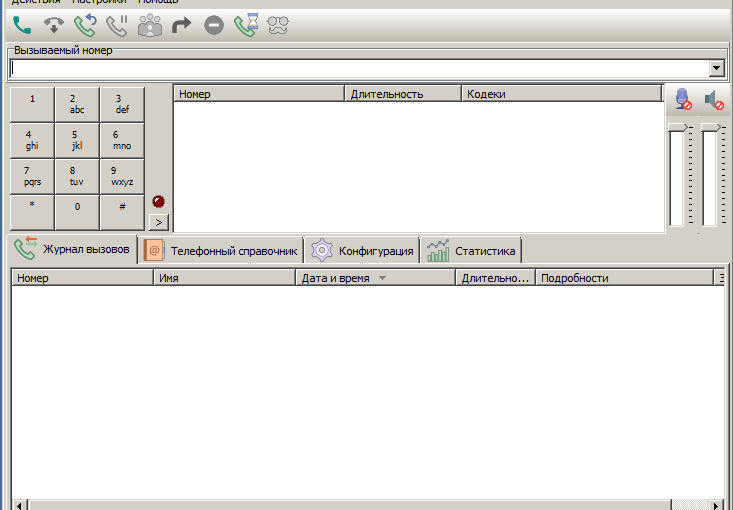 Действия Настройки Помощь
Вызываемый номер
Номер Длительность Кодеки
1 2 abc 3 def
4 ghi 5 jkl 6 mno
7 pqrs 8 tuv 9 wxyz
* 0 #
>
Журнал вызовов Телефонный справочник Конфигурация Статистика
Номер Имя Дата и время Длительно... Подробности